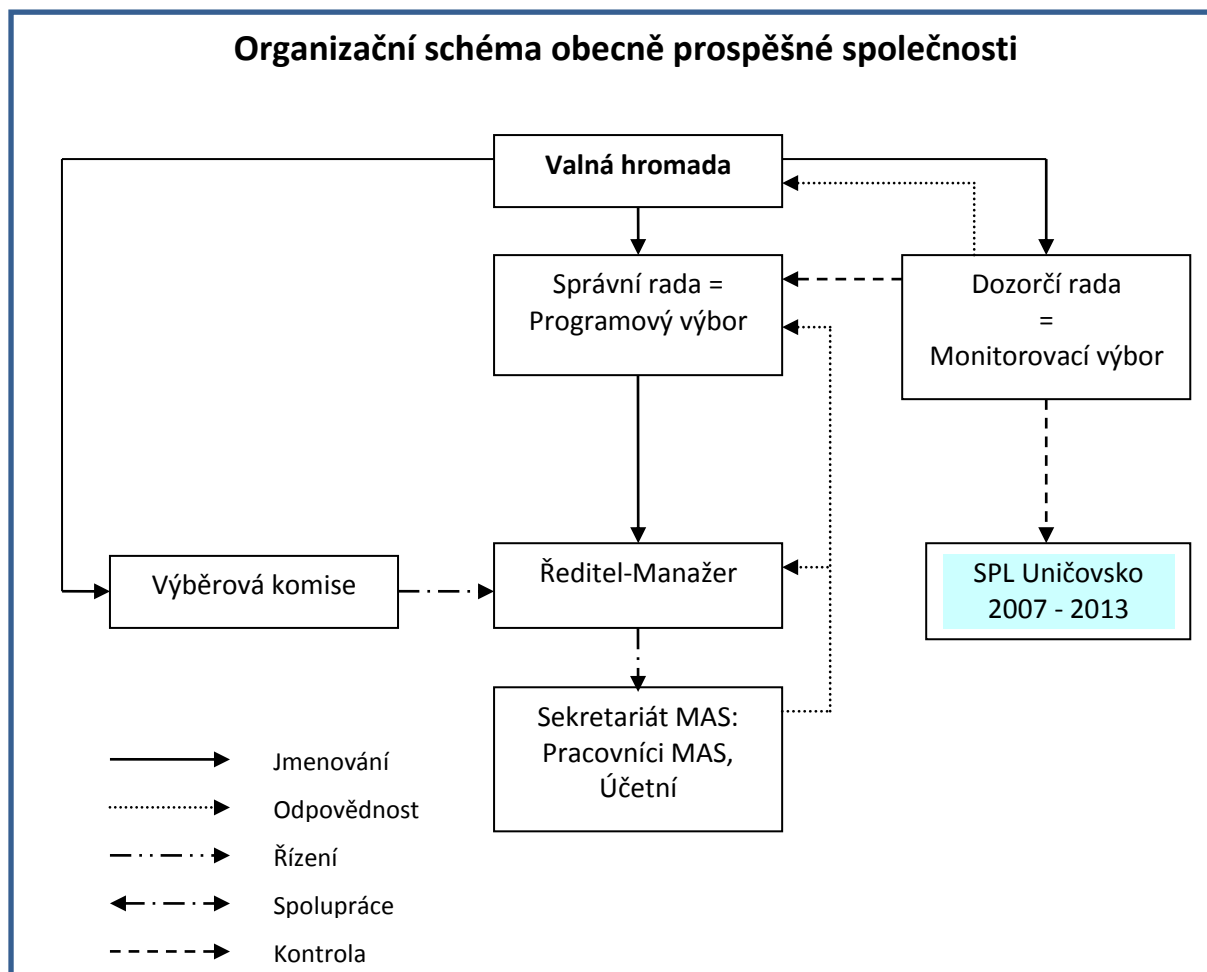 Organizační schéma obecně prospěšné společnosti
Valná hromada
Správní rada =
Programový výbor
Dozorčí rada
=
Monitorovací výbor
Výběrová komise
Ředitel-Manažer
SPL Uničovsko
2007 - 2013
Sekretariát MAS:
Pracovníci MAS,
Účetní
Jmenování
Odpovědnost
Řízení
Spolupráce
Kontrola